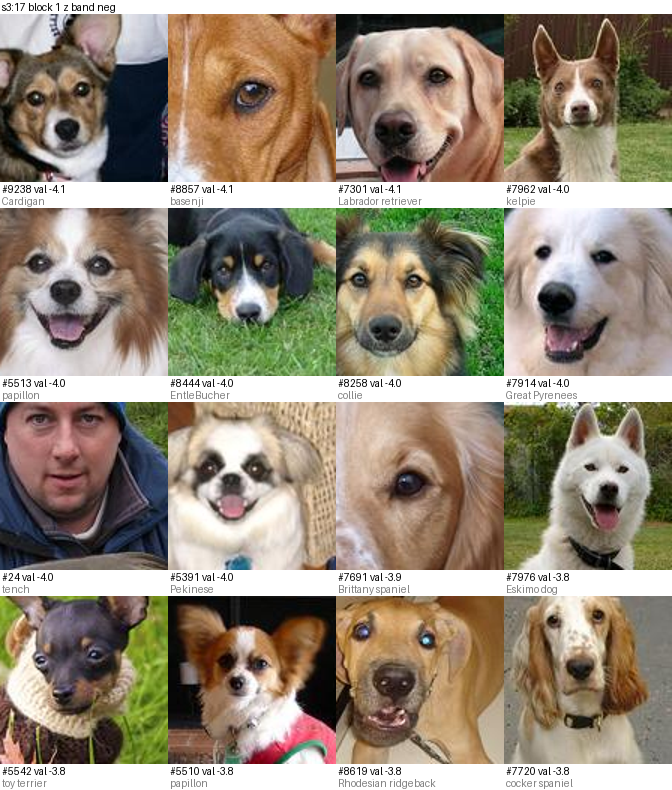 s3:17 block 1 z band neg
#9238 val -4.1
Cardigan
#8857 val -4.1
basenji
#7301 val -4.1
Labrador retriever
#7962 val -4.0
kelpie
#5513 val -4.0
papillon
#8444 val -4.0
EntleBucher
#8258 val -4.0
collie
#7914 val -4.0
Great Pyrenees
#24 val -4.0
tench
#5391 val -4.0
Pekinese
#7691 val -3.9
Brittany spaniel
#7976 val -3.8
Eskimo dog
#5542 val -3.8
toy terrier
#5510 val -3.8
papillon
#8619 val -3.8
Rhodesian ridgeback
#7720 val -3.8
cocker spaniel